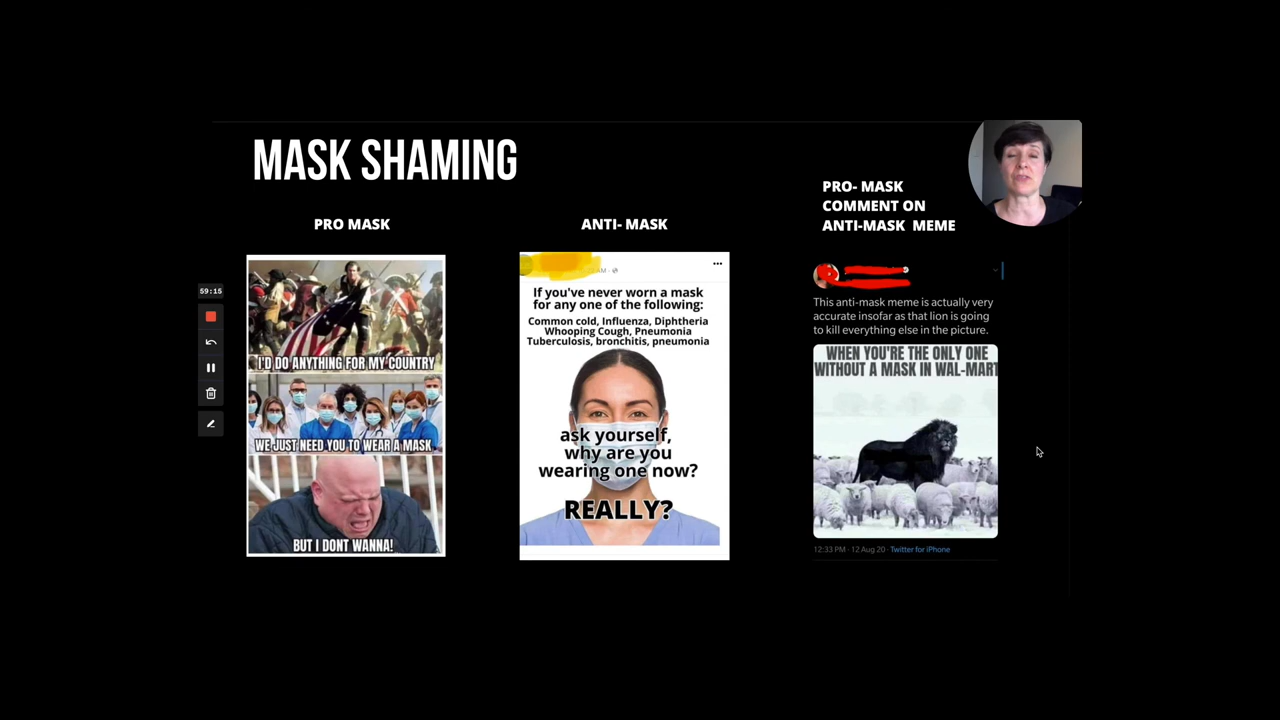 MASK SHAMING
PRO MASK
I'D DO ANYTHING FOR MY COUNTRY
WE JUST NEED YOU TO WEAR A MASK
BUT I DONT WANNA!
ANTI- MASK
AM
If you've never worn a mask
for any one of the following:
Common cold, Influenza, Diphtheria
Whooping Cough, Pneumonia
Tuberculosis, bronchitis, pneumonia
ask yourself,
why are you
wearing one now?
REALLY?
PRO- MASK
COMMENT ON
ANTI-MASK MEME
This anti-mask meme is actually very
accurate insofar as that lion is going
to kill everything else in the picture.
WHEN YOU'RE THE ONLY ONE
WITHOUT A MASK IN WAL-MART
12:33 PM · 12 Aug 20 · Twitter for iPhone
59:15